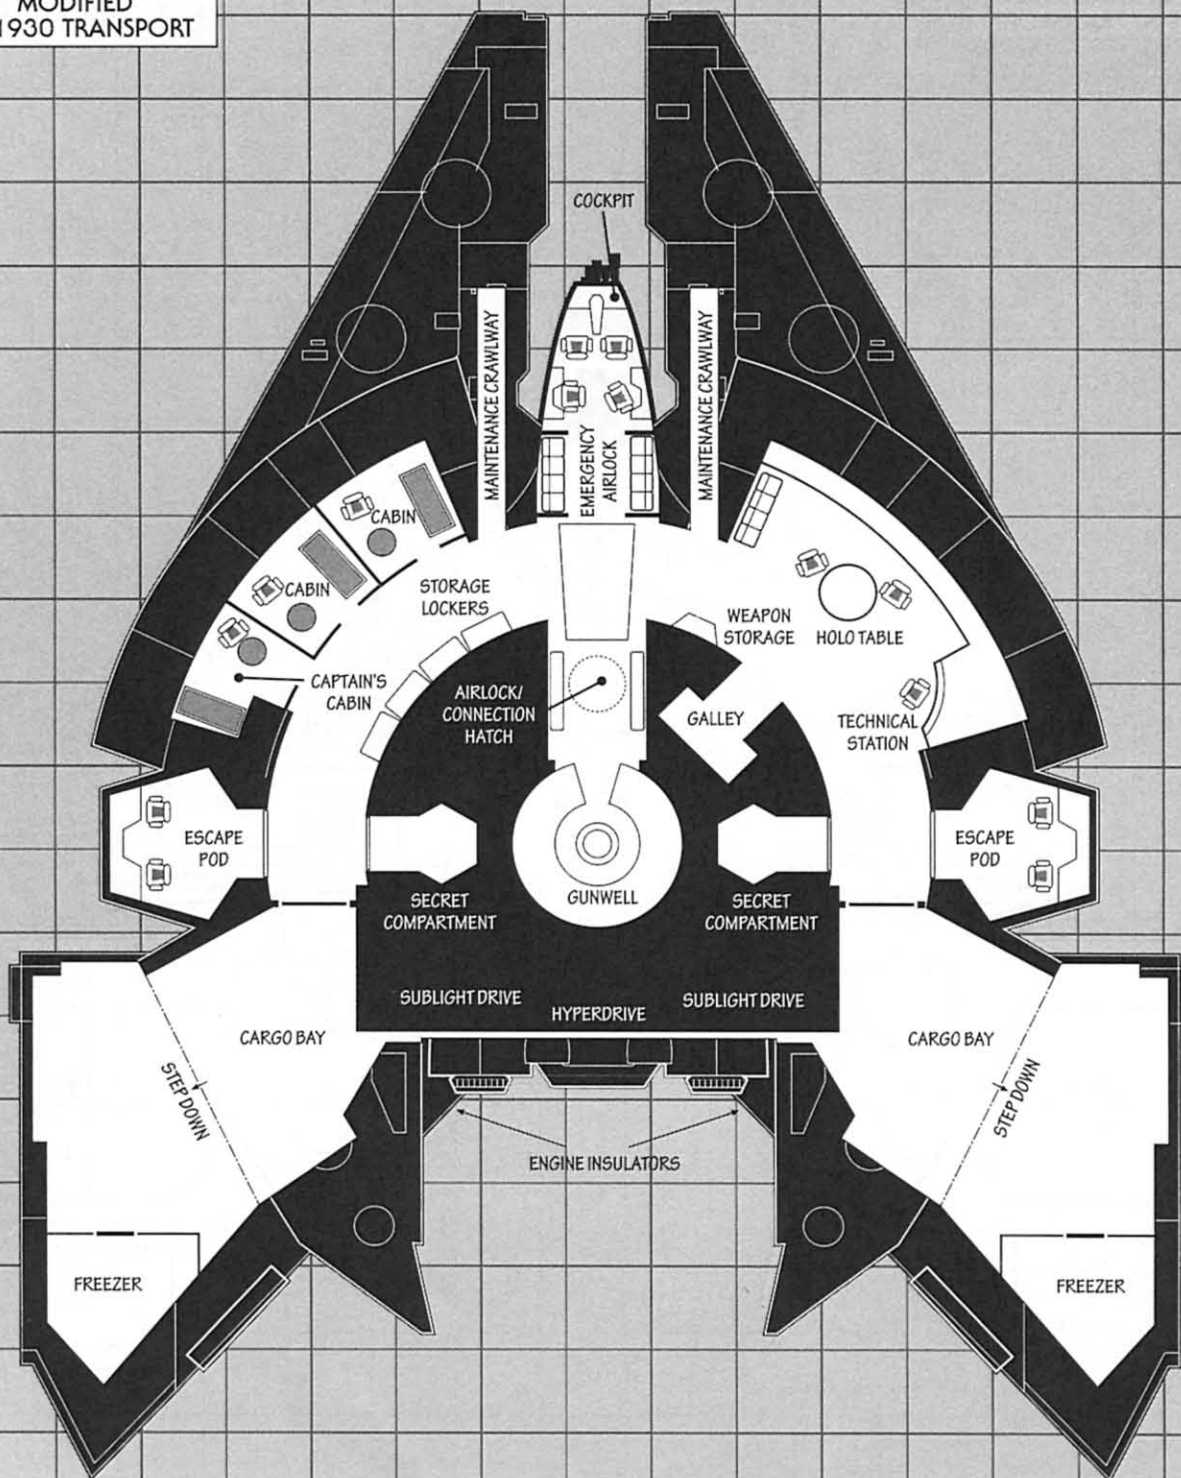 MODIFIED
1930 TRANSPORT
COCKPIT
MAINTENANCE CRAWLWAY
MAINTENANCE CRAWLWAY
EMERGENCY
AIRLOCK
CABIN
CABIN
STORAGE
LOCKERS
WEAPON
STORAGE
HOLO TABLE
CAPTAIN'S
CABIN
AIRLOCK/
CONNECTION
HATCH
GALLEY
TECHNICAL
STATION
ESCAPE
POD
ESCAPE
POD
SECRET
COMPARTMENT
GUNWELL
SECRET
COMPARTMENT
SUBLIGHT DRIVE
HYPERDRIVE
SUBLIGHT DRIVE
CARGO BAY
CARGO BAY
STEP DOWN
STEP DOWN
ENGINE INSULATORS
FREEZER
FREEZER